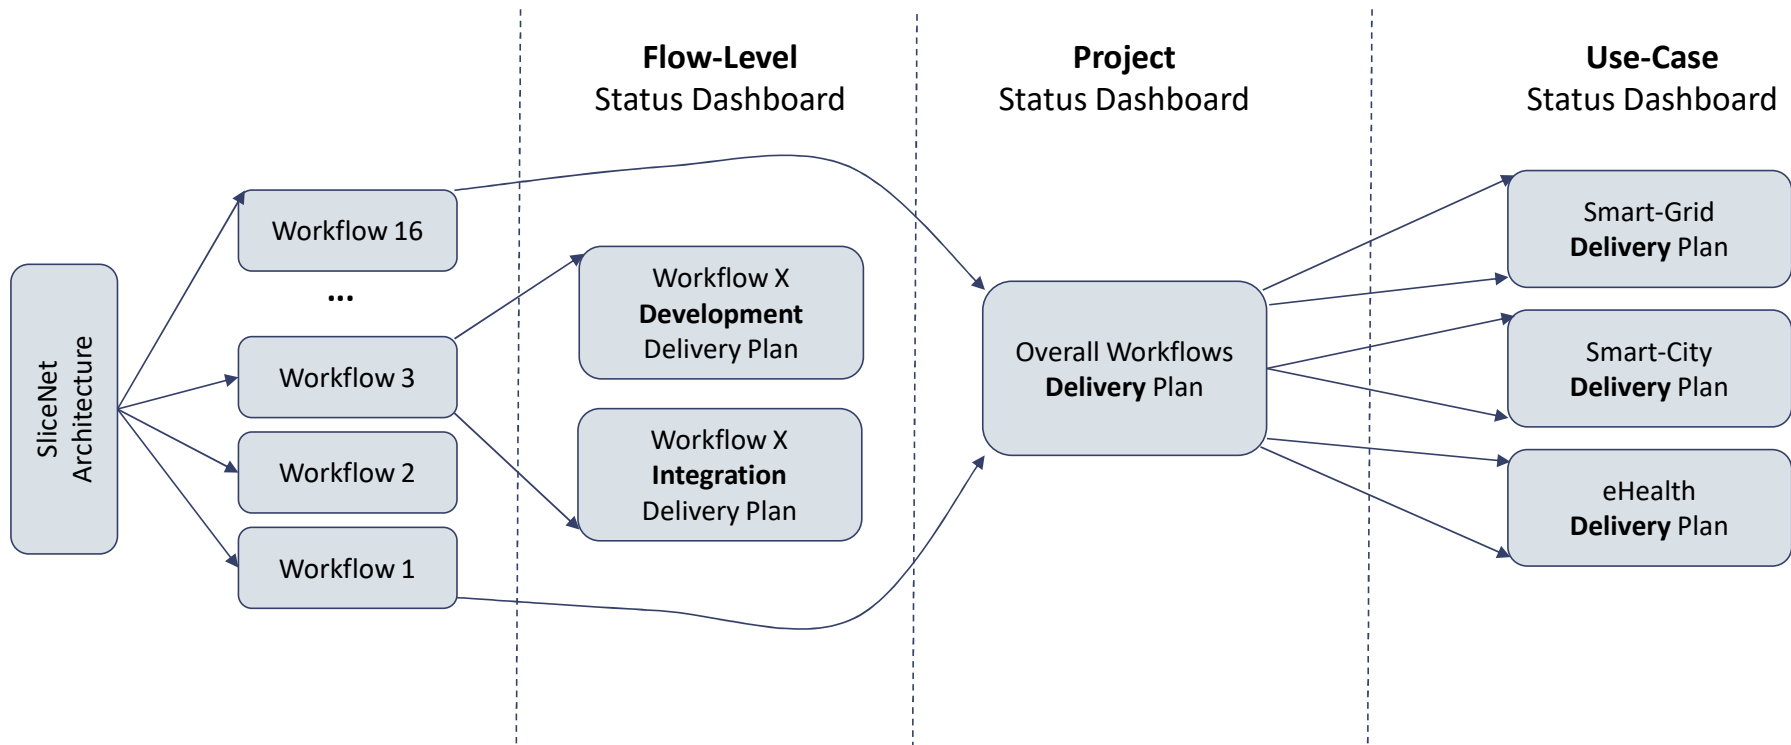 Flow-Level
Status Dashboard
Project
Status Dashboard
Use-Case
Status Dashboard
SliceNet
Architecture
Workflow 16
...
Workflow 3
Workflow 2
Workflow 1
Workflow X
Development
Delivery Plan
Workflow X
Integration
Delivery Plan
Overall Workflows
Delivery Plan
Smart-Grid
Delivery Plan
Smart-City
Delivery Plan
eHealth
Delivery Plan